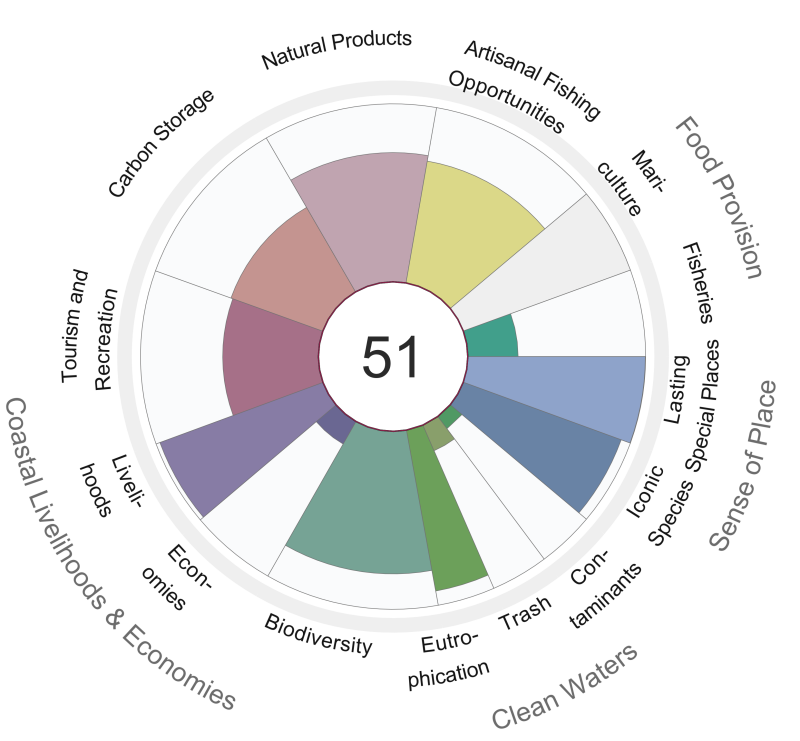 Natural Products
Artisanal Fishing
Opportunities
Mari-
culture
Food Provision
Fisheries
Lasting
Special Places
Sense of Place
Iconic
Species
Con-
taminants
Trash
Clean Waters
Eutro-
phication
Biodiversity
Econ-
omies
Liveli-
hoods
Coastal Livelihoods & Economies
Tourism and
Recreation
Carbon Storage
51